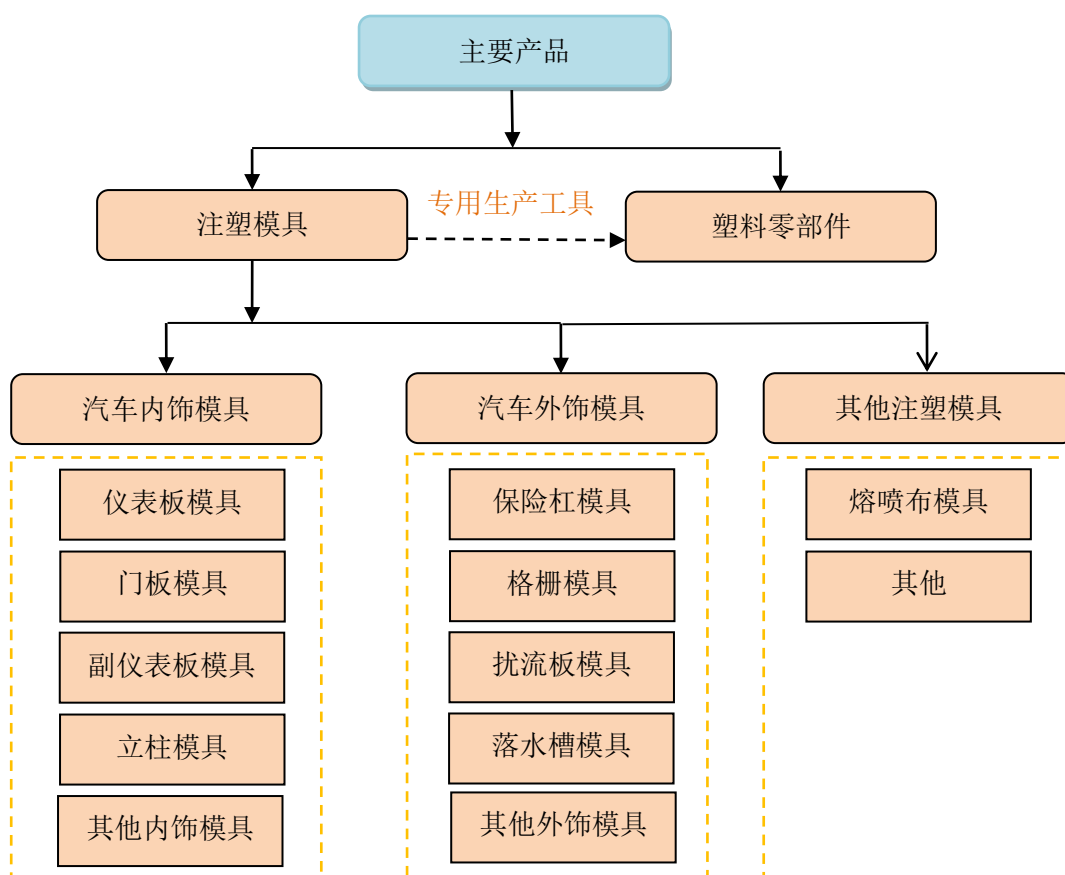 主要产品
专用生产工具
注塑模具
塑料零部件
汽车内饰模具
汽车外饰模具
其他注塑模具
仪表板模具
门板模具
副仪表板模具
立柱模具
其他内饰模具
保险杠模具
格栅模具
扰流板模具
落水槽模具
其他外饰模具
熔喷布模具
其他